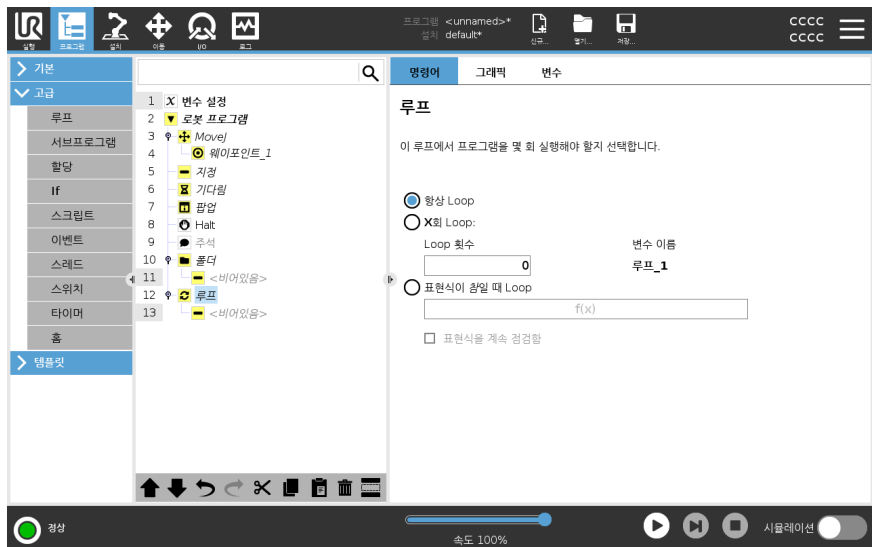 프로그램 <unnamed>*
설치 default*
UR
실행 프로그램 설치 이동 I/O 로그
신규... 열기... 저장...
CCCC
CCCC
기본
고급
루프
서브프로그램
할당
If
스크립트
이벤트
스레드
스위치
타이머
홈
템플릿
1 X 변수 설정
2 로봇 프로그램
3 MoveJ
4 웨이포인트_1
5 지정
6 기다림
7 팝업
8 Halt
9 주석
10 폴더
11 <비어있음>
12 루프
13 <비어있음>
명령어 그래픽 변수
루프
이 루프에서 프로그램을 몇 회 실행해야 할지 선택합니다.
항상 Loop
X회 Loop:
Loop 횟수 변수 이름
0 루프_1
표현식이 참일 때 Loop
f(x)
표현식을 계속 점검함
정상
속도 100%
시뮬레이션